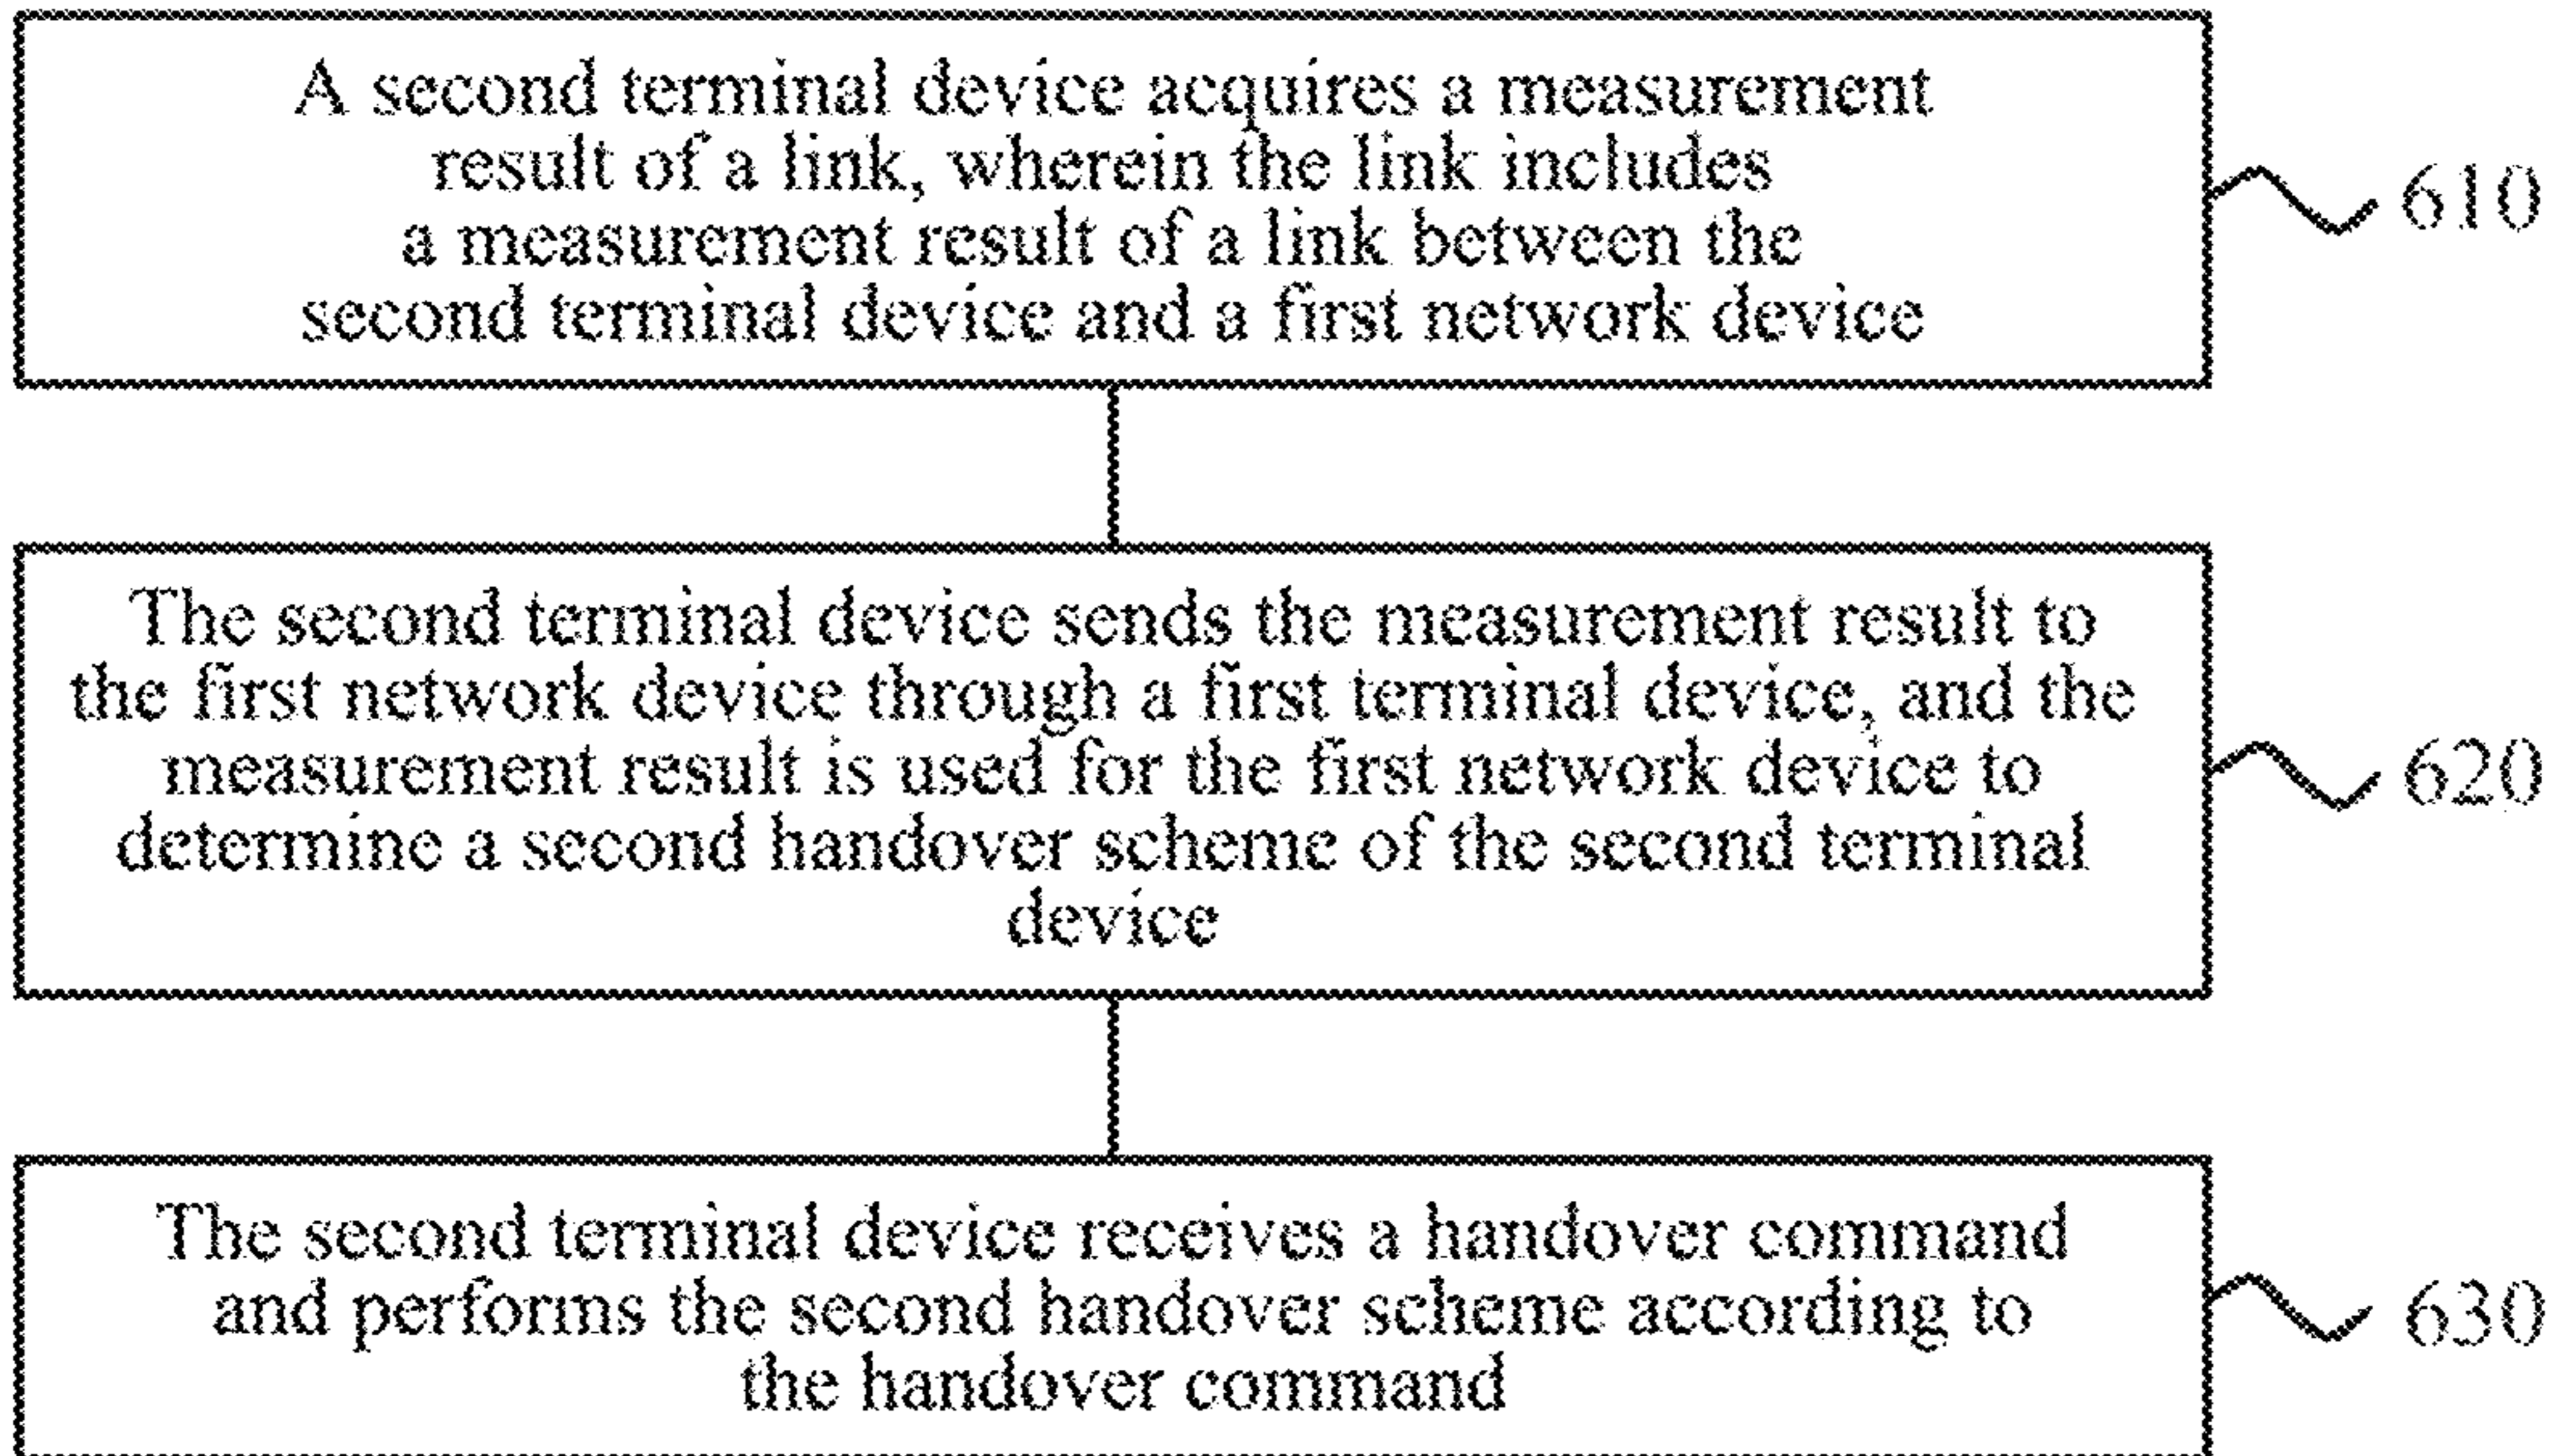 A second terminal device acquires a measurement
result of a link, wherein the link includes
a measurement result of a link between the
second terminal device and a first network device
610
The second terminal device sends the measurement result to
the first network device through a first terminal device, and the
measurement result is used for the first network device to
determine a second handover scheme of the second terminal
device
620
The second terminal device receives a handover command
and performs the second handover scheme according to
the handover command
630